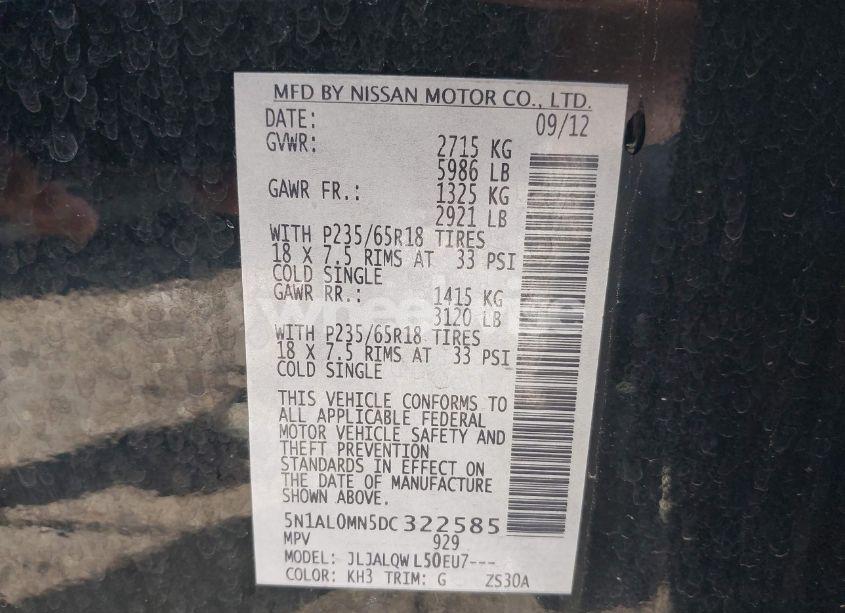 MFD BY NISSAN MOTOR CO., LTD.
DATE: 09/12
GVWR: 2715 KG
5986 LB
GAWR FR.: 1325 KG
2921 LB
WITH P235/65R18 TIRES
18 X 7.5 RIMS AT 33 PSI
COLD SINGLE
GAWR RR.: 1415 KG
3120 LB
WITH P235/65R18 TIRES
18 X 7.5 RIMS AT 33 PSI
COLD SINGLE
THIS VEHICLE CONFORMS TO
ALL APPLICABLE FEDERAL
MOTOR VEHICLE SAFETY AND
THEFT PREVENTION
STANDARDS IN EFFECT ON
THE DATE OF MANUFACTURE
SHOWN ABOVE.
5N1AL0MN5DC322585
MPV 929
MODEL: JLJALQW L50EU7---
COLOR: KH3 TRIM: G ZS30A